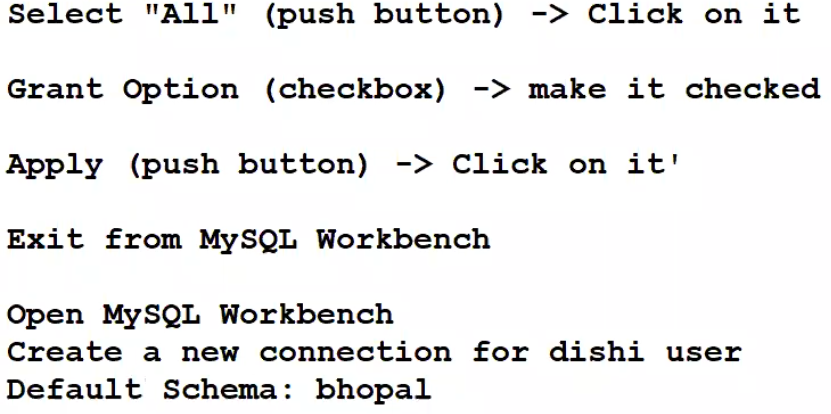 Select "All" (push button) -> Click on it
Grant Option (checkbox) -> make it checked
Apply (push button) -> Click on it'
Exit from MySQL Workbench
Open MySQL Workbench
Create a new connection for dishi user
Default Schema: bhopal